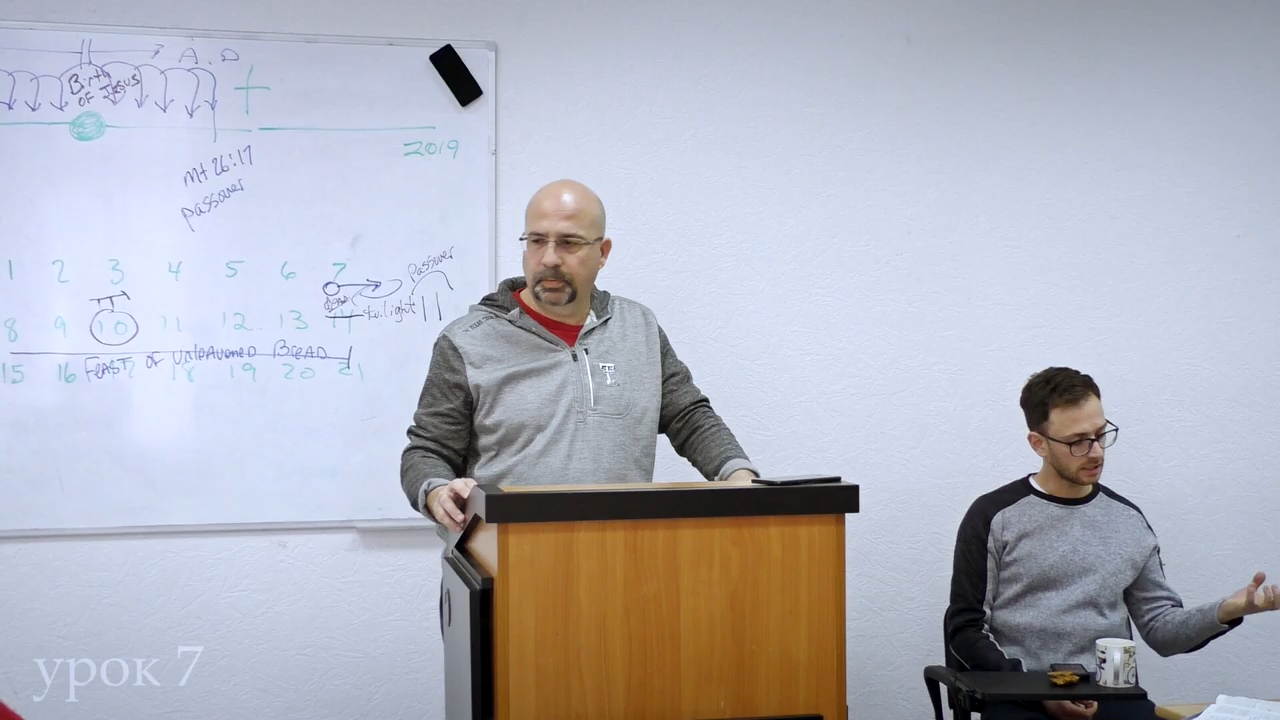 A.D
Birth
of Jesus
2019
mt 26:17
passover
1 2 3 4 5 6 7
passover
twilight
8 9 10 11 12 13 14
Feast of Unleavened Bread
15 16 17 18 19 20 21
урок 7